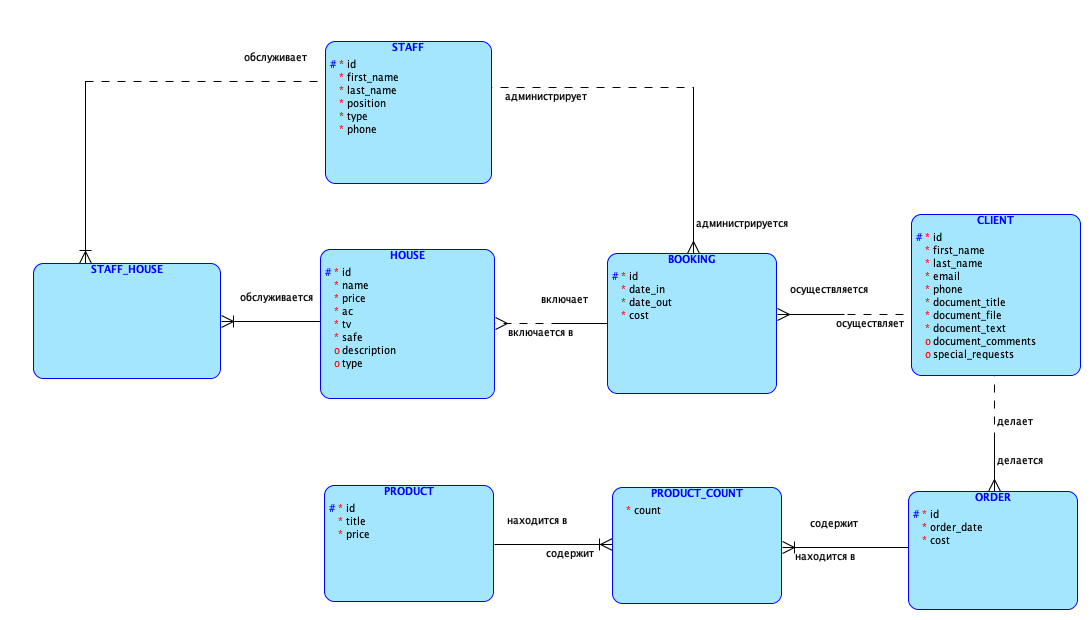 STAFF
# * id
* first_name
* last_name
* position
* type
* phone
обслуживает
администрирует
администрируется
STAFF_HOUSE
обслуживается
HOUSE
# * id
* name
* price
* ac
* tv
* safe
o description
o type
включает
включается в
BOOKING
# * id
* date_in
* date_out
* cost
осуществляется
осуществляет
CLIENT
# * id
* first_name
* last_name
* email
* phone
* document_title
* document_file
* document_text
o document_comments
o special_requests
делает
делается
PRODUCT
# * id
* title
* price
находится в
содержит
PRODUCT_COUNT
* count
содержит
находится в
ORDER
# * id
* order_date
* cost